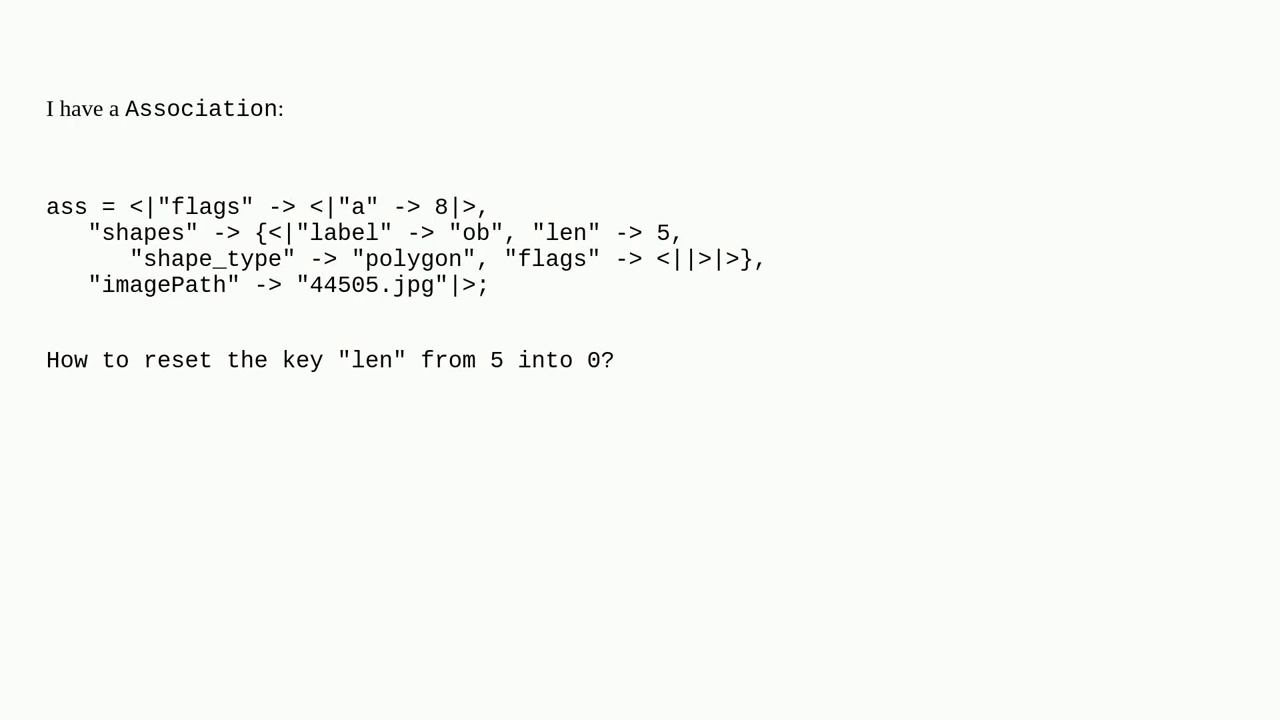 I have a Association:
ass = <|"flags" -> <|"a" -> 8|>,
   "shapes" -> {<|"label" -> "ob", "len" -> 5,
      "shape_type" -> "polygon", "flags" -> <||>|>},
   "imagePath" -> "44505.jpg"|>;
How to reset the key "len" from 5 into 0?